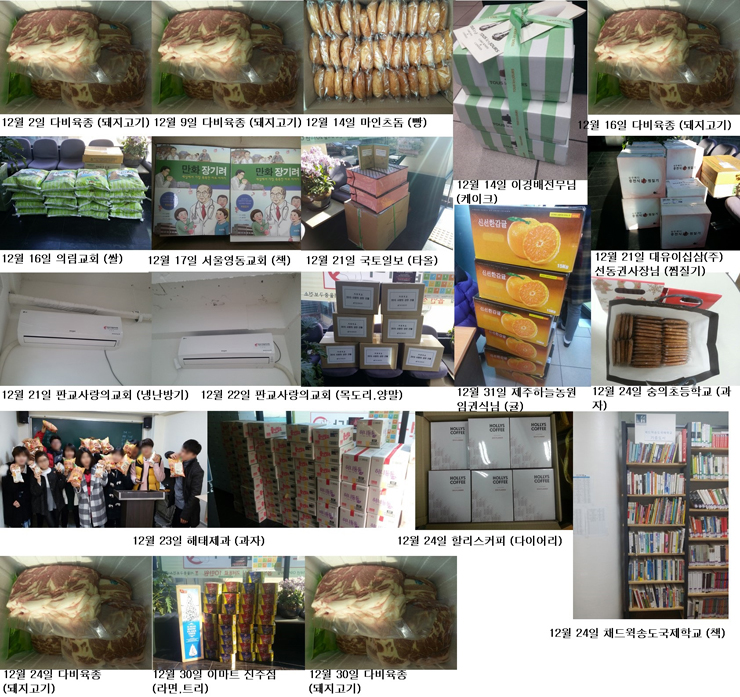 12월 2일 다비육종 (돼지고기)
12월 9일 다비육종 (돼지고기)
12월 14일 마인츠돔 (빵)
12월 16일 다비육종 (돼지고기)
12월 14일 이경배전무님
(케이크)
만화 장기려
만화 장기려
12월 16일 의림교회 (쌀)
12월 17일 서울영동교회 (책)
12월 21일 국토일보 (타올)
12월 21일 대유이심삼(주)
선동권사장님 (찜질기)
12월 21일 판교사랑의교회 (냉난방기)
12월 22일 판교사랑의교회 (목도리,양말)
12월 31일 제주하늘농원
임권식님 (귤)
12월 24일 숭의초등학교 (과
자)
HOLLYS
COFFEE
HOLLYS
COFFEE
HOLLYS
COFFEE
HOLLYS
COFFEE
HOLLYS
COFFEE
HOLLYS
COFFEE
12월 23일 해태제과 (과자)
12월 24일 할리스커피 (다이어리)
12월 24일 채드윅송도국제학교 (책)
12월 24일 다비육종
(돼지고기)
12월 30일 이마트 진주점
(라면,트리)
12월 30일 다비육종
(돼지고기)